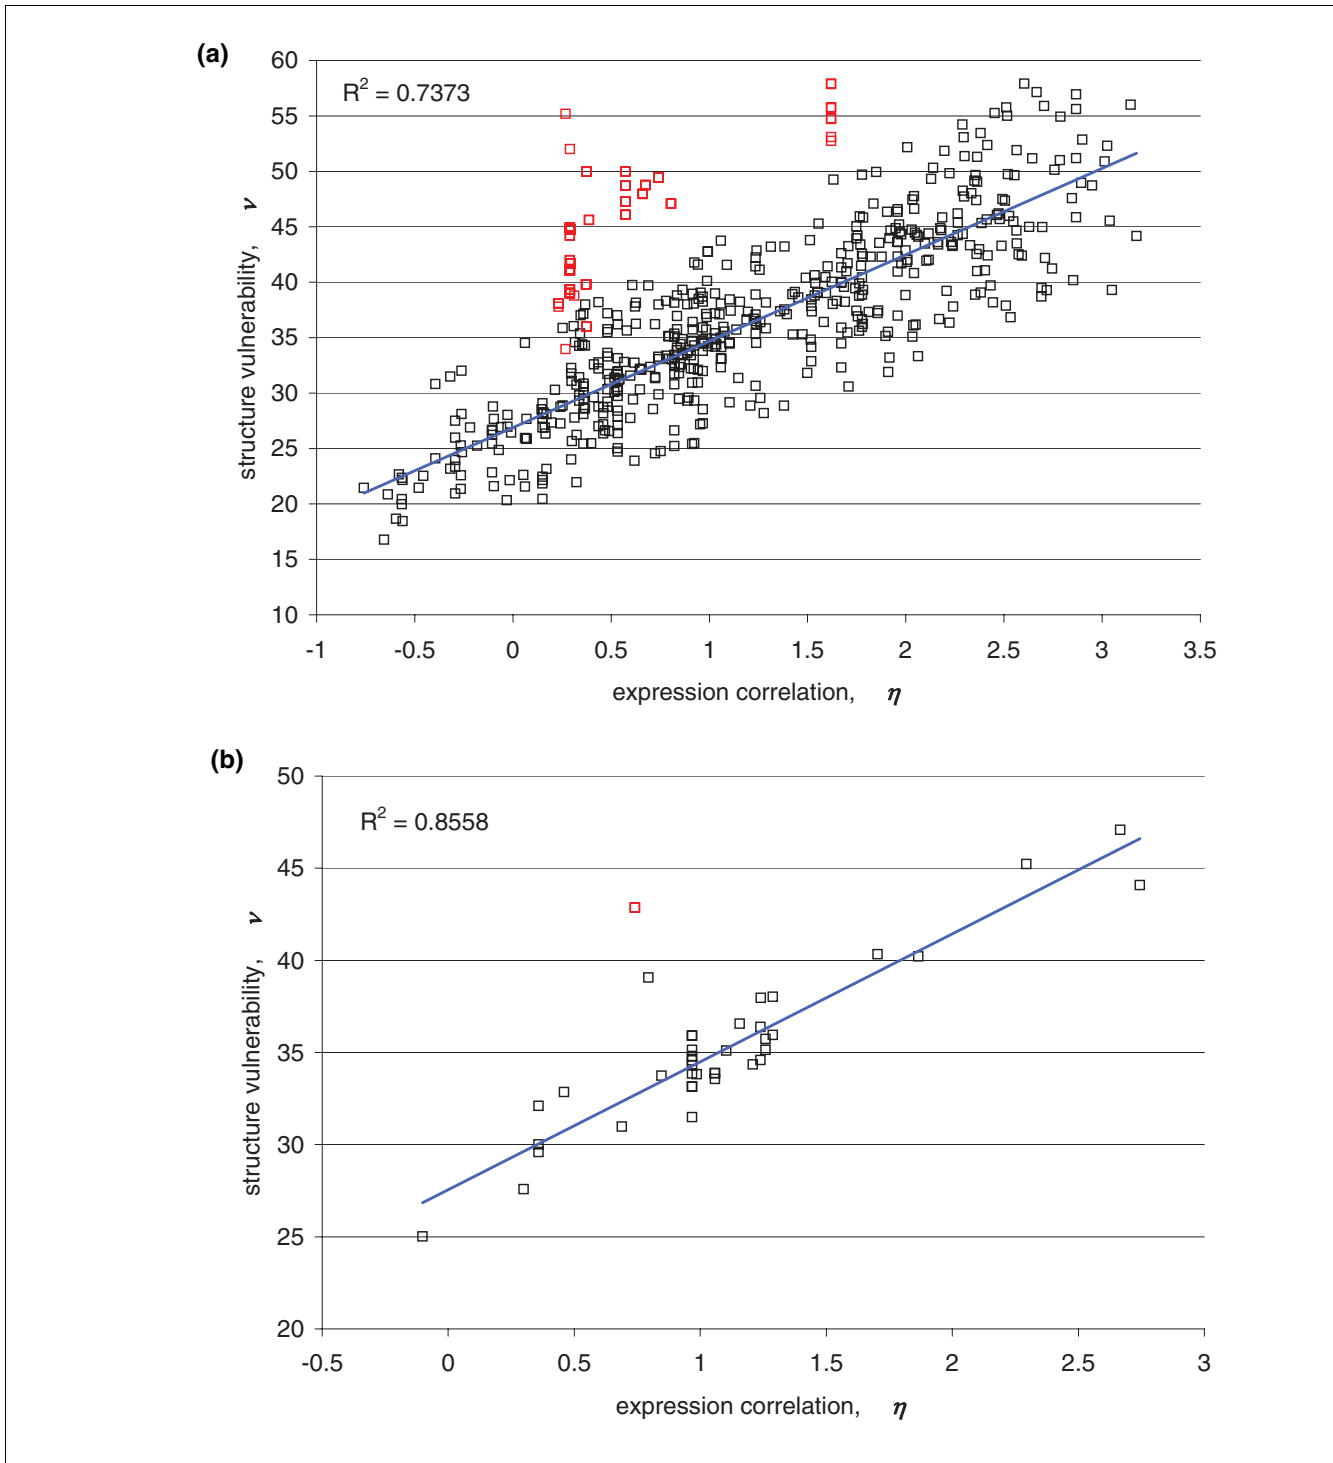 (a)
R² = 0.7373
60
55
50
45
40
35
30
25
20
15
10
structure vulnerability, ν
-1 -0.5 0 0.5 1 1.5 2 2.5 3 3.5
expression correlation, η
(b)
R² = 0.8558
50
45
40
35
30
25
20
structure vulnerability, ν
-0.5 0 0.5 1 1.5 2 2.5 3
expression correlation, η